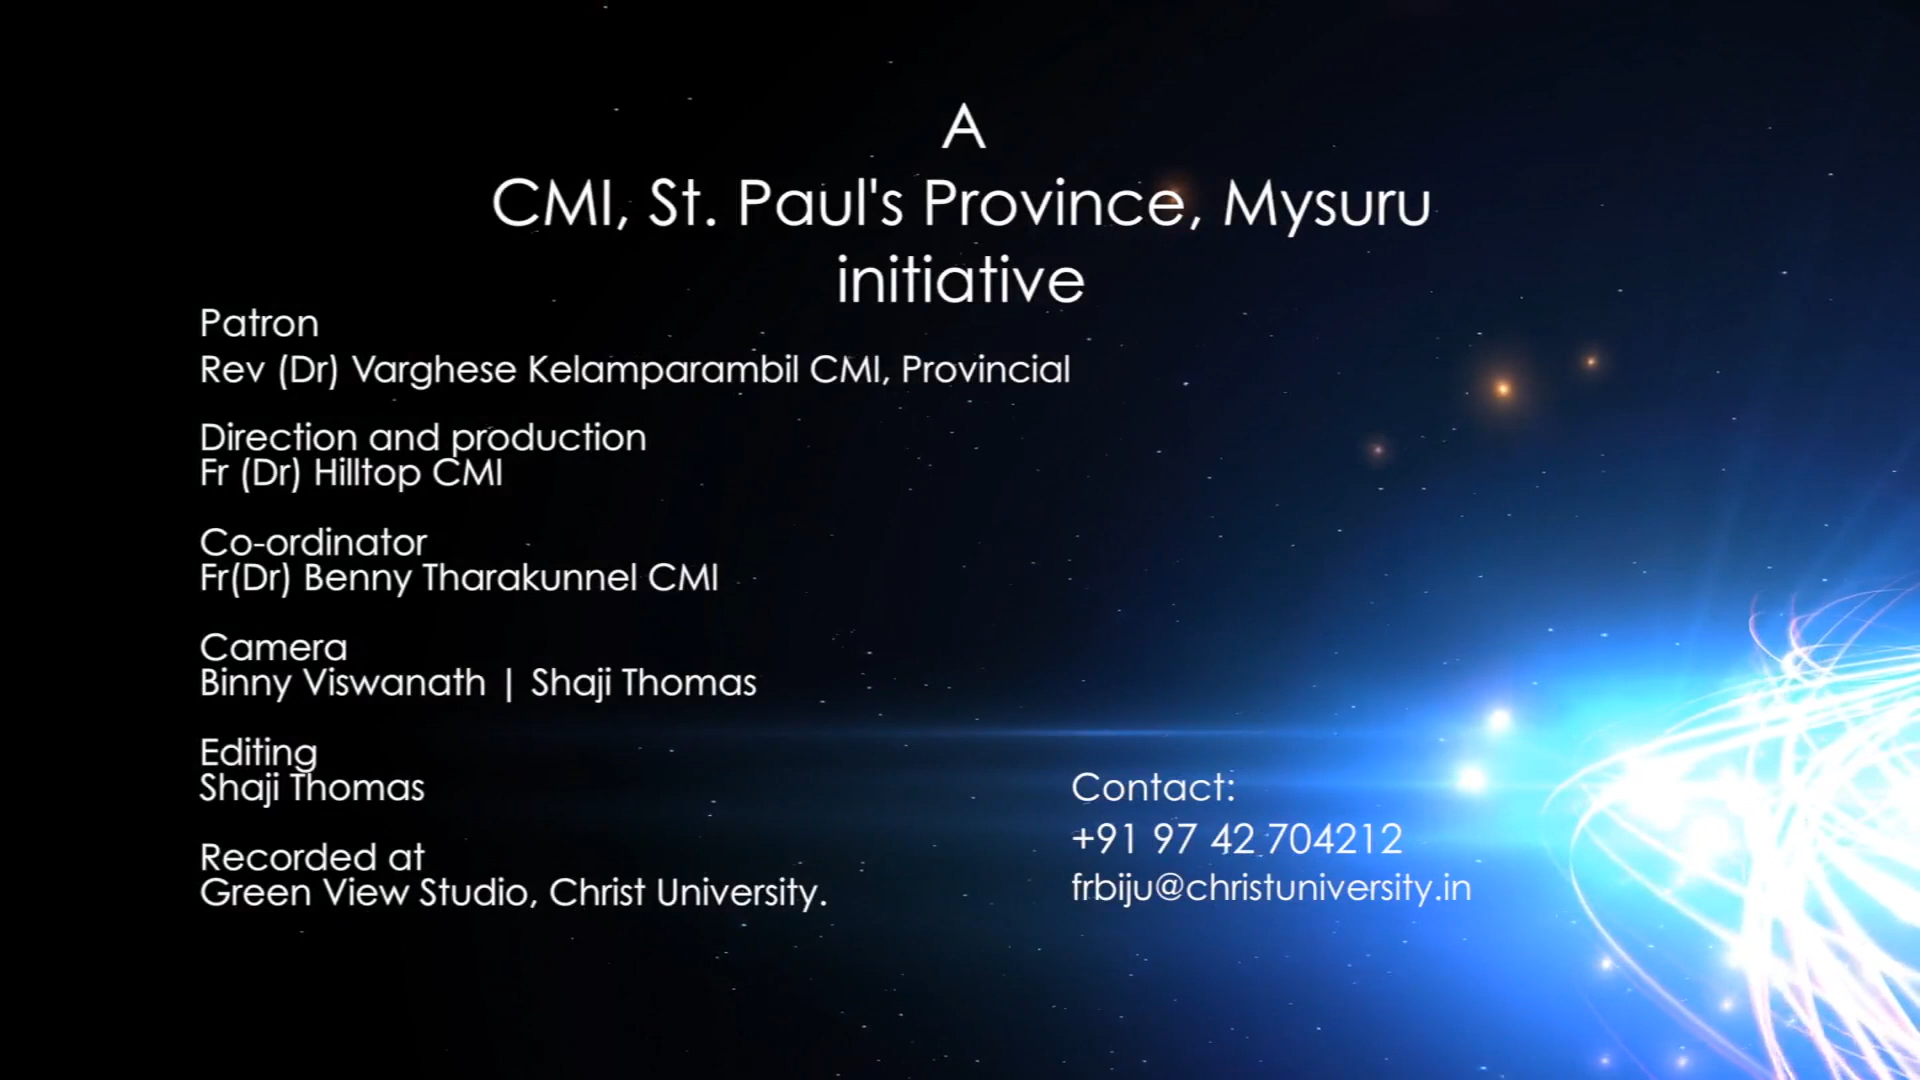 A
CMI, St. Paul's Province, Mysuru
initiative
Patron
Rev (Dr) Varghese Kelamparambil CMI, Provincial
Direction and production
Fr (Dr) Hilltop CMI
Co-ordinator
Fr(Dr) Benny Tharakunnel CMI
Camera
Binny Viswanath | Shaji Thomas
Editing
Shaji Thomas
Recorded at
Green View Studio, Christ University.
Contact:
+91 97 42 704212
frbiju@christuniversity.in